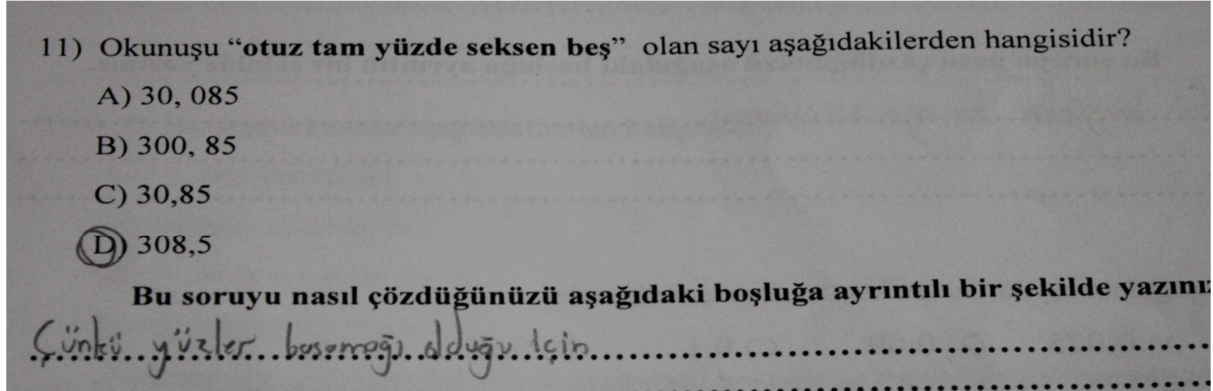 11) Okunuşu “otuz tam yüzde seksen beş” olan sayı aşağıdakilerden hangisidir?
A) 30, 085
B) 300, 85
C) 30,85
D) 308,5
Bu soruyu nasıl çözdüğünüzü aşağıdaki boşluğa ayrıntılı bir şekilde yazınız
Çünkü yüzler basamağı olduğu için